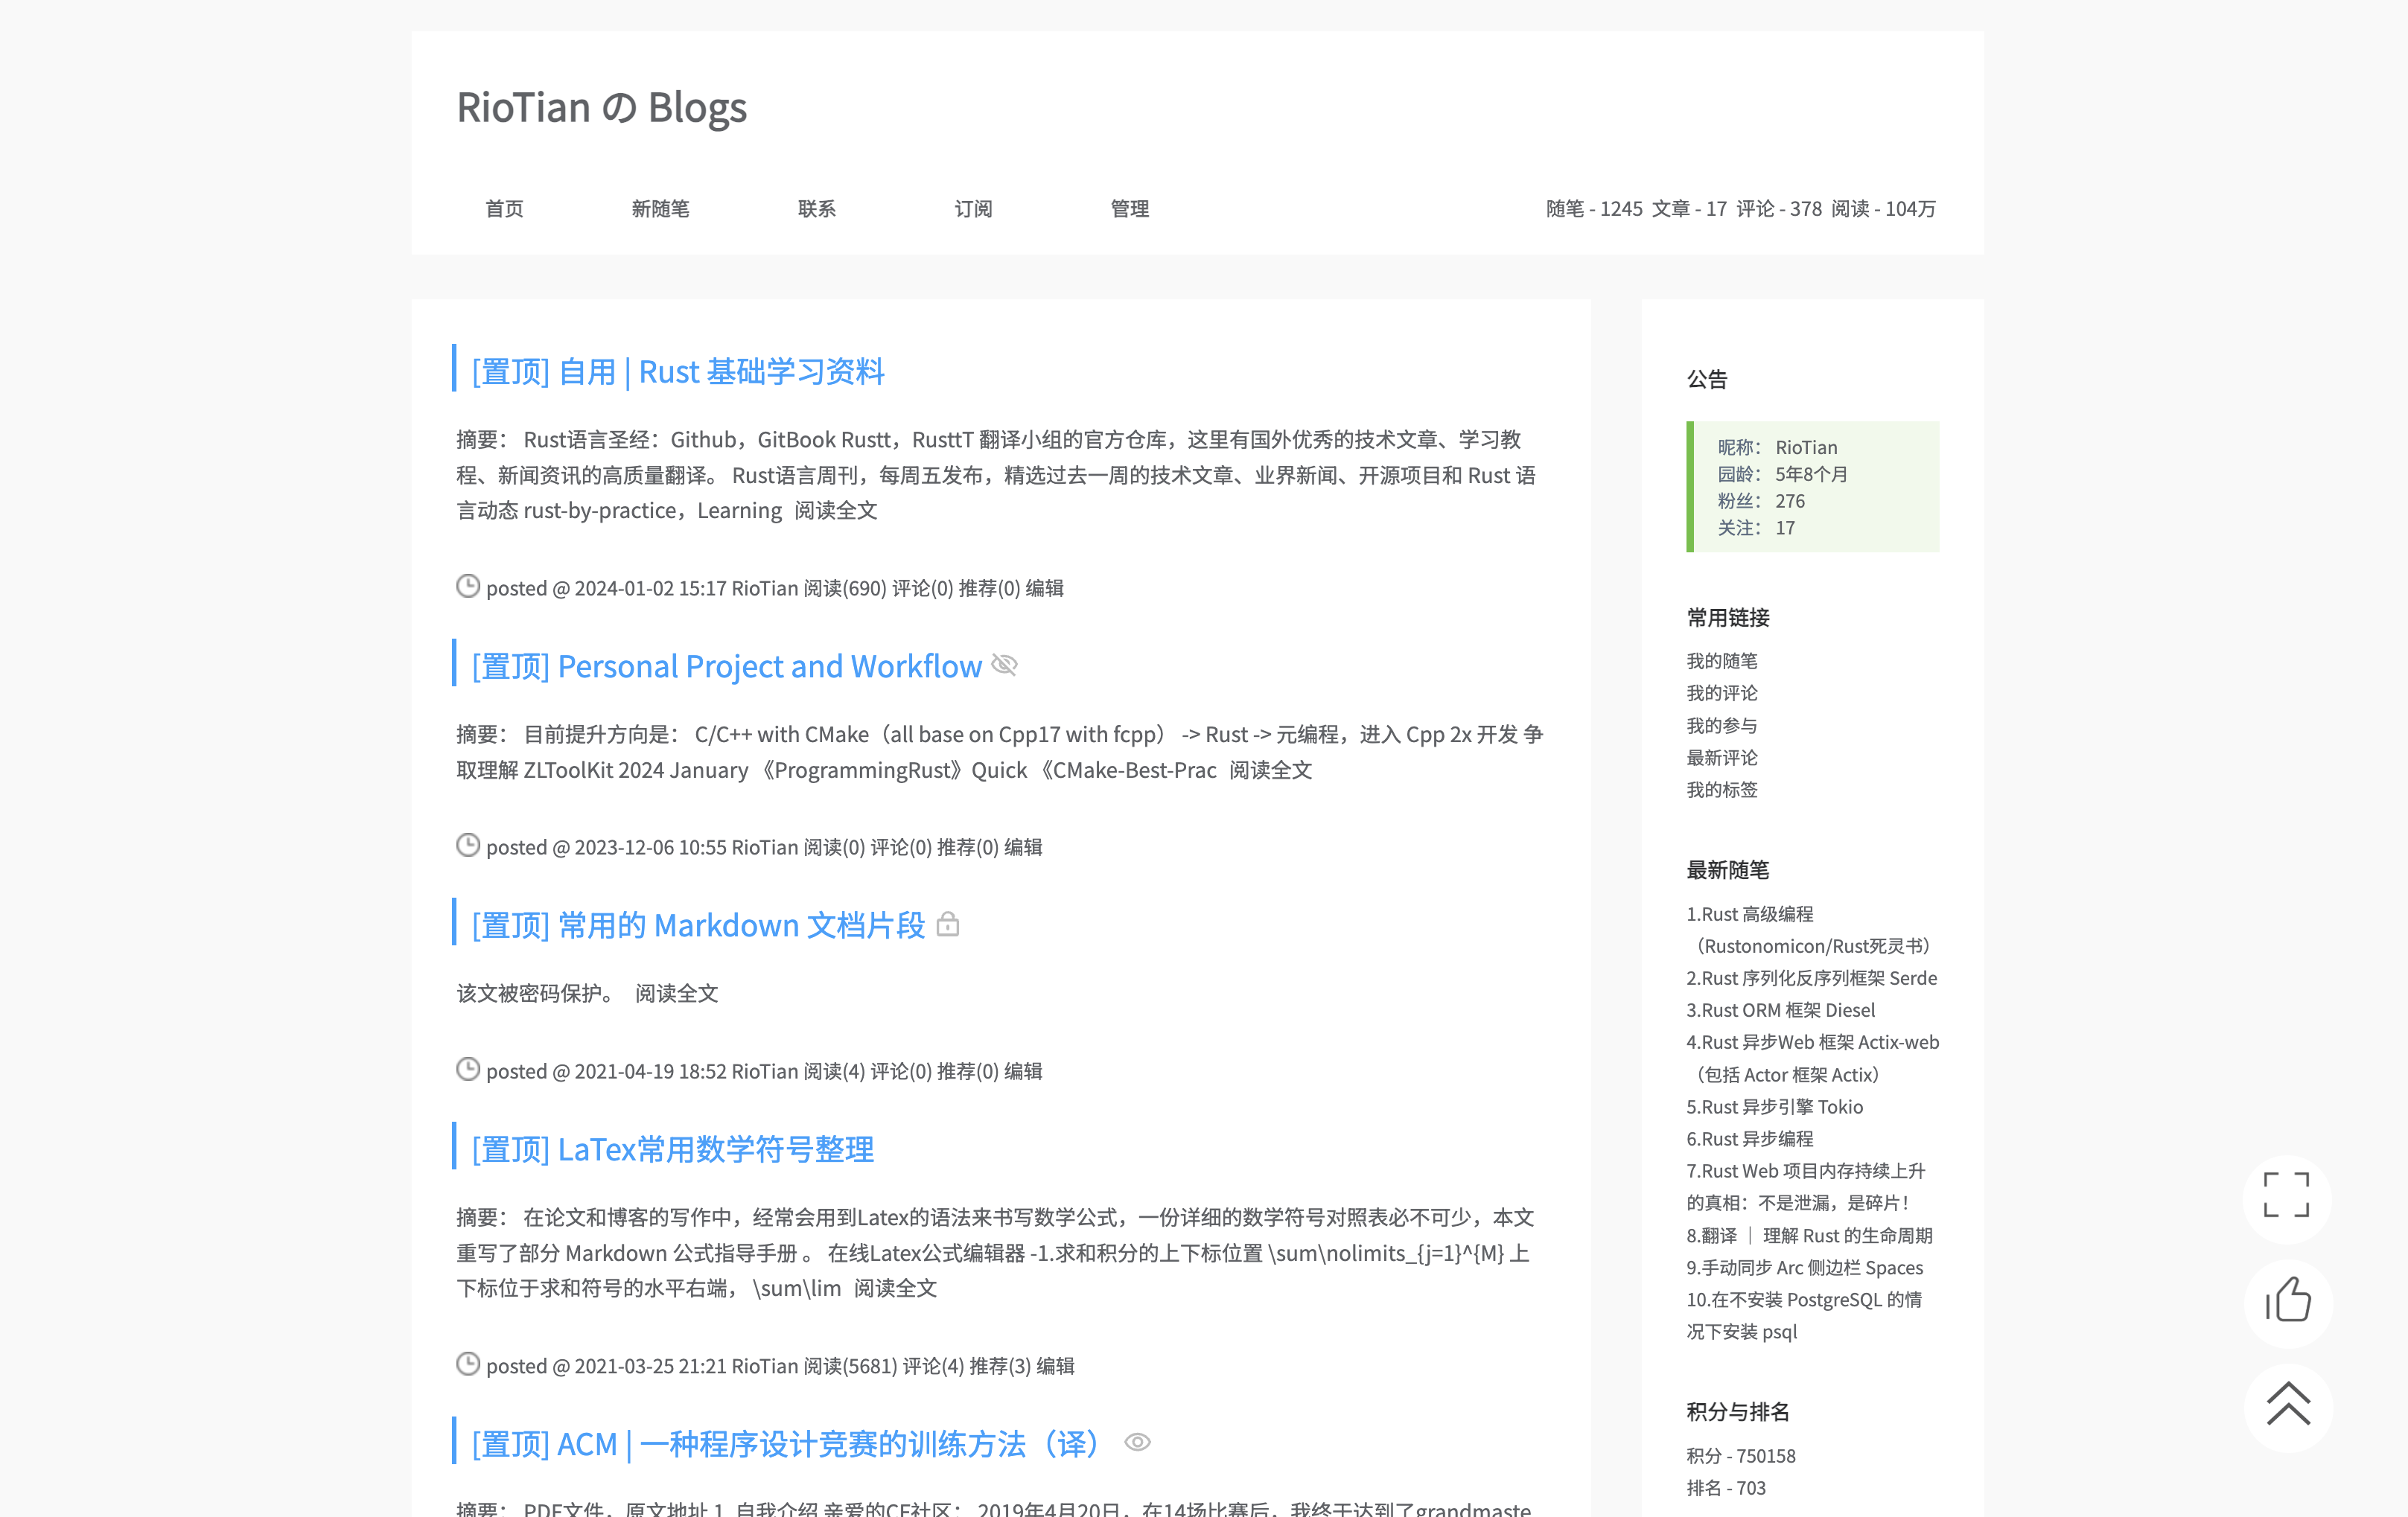 RioTian の Blogs
首页 新随笔 联系 订阅 管理 随笔 - 1245 文章 - 17 评论 - 378 阅读 - 104万
[置顶] 自用 | Rust 基础学习资料
摘要： Rust语言圣经：Github，GitBook Rustt，RusttT 翻译小组的官方仓库，这里有国外优秀的技术文章、学习教
程、新闻资讯的高质量翻译。 Rust语言周刊，每周五发布，精选过去一周的技术文章、业界新闻、开源项目和 Rust 语
言动态 rust-by-practice，Learning 阅读全文
posted @ 2024-01-02 15:17 RioTian 阅读(690) 评论(0) 推荐(0) 编辑
[置顶] Personal Project and Workflow
摘要： 目前提升方向是： C/C++ with CMake（all base on Cpp17 with fcpp） -> Rust -> 元编程，进入 Cpp 2x 开发 争
取理解 ZLToolKit 2024 January 《ProgrammingRust》Quick 《CMake-Best-Prac 阅读全文
posted @ 2023-12-06 10:55 RioTian 阅读(0) 评论(0) 推荐(0) 编辑
[置顶] 常用的 Markdown 文档片段
该文被密码保护。 阅读全文
posted @ 2021-04-19 18:52 RioTian 阅读(4) 评论(0) 推荐(0) 编辑
[置顶] LaTex常用数学符号整理
摘要： 在论文和博客的写作中，经常会用到Latex的语法来书写数学公式，一份详细的数学符号对照表必不可少，本文
重写了部分 Markdown 公式指导手册 。 在线Latex公式编辑器 -1.求和积分的上下标位置 \sum\nolimits_{j=1}^{M} 上
下标位于求和符号的水平右端， \sum\lim 阅读全文
posted @ 2021-03-25 21:21 RioTian 阅读(5681) 评论(4) 推荐(3) 编辑
[置顶] ACM | 一种程序设计竞赛的训练方法（译）
摘要： PDF文件，原文地址 1. 自我介绍 亲爱的CF社区： 2019年4月20日，在14场比赛后，我终于达到了grandmaste
公告
昵称： RioTian
园龄： 5年8个月
粉丝： 276
关注： 17
常用链接
我的随笔
我的评论
我的参与
最新评论
我的标签
最新随笔
1.Rust 高级编程
（Rustonomicon/Rust死灵书）
2.Rust 序列化反序列框架 Serde
3.Rust ORM 框架 Diesel
4.Rust 异步Web 框架 Actix-web
（包括 Actor 框架 Actix）
5.Rust 异步引擎 Tokio
6.Rust 异步编程
7.Rust Web 项目内存持续上升
的真相：不是泄漏，是碎片！
8.翻译 ｜ 理解 Rust 的生命周期
9.手动同步 Arc 侧边栏 Spaces
10.在不安装 PostgreSQL 的情
况下安装 psql
积分与排名
积分 - 750158
排名 - 703